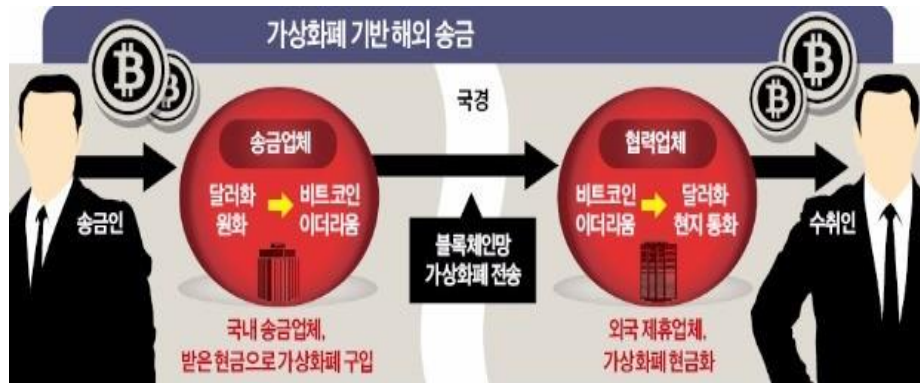 가상화폐 기반 해외 송금
국경
송금인
송금업체
달러화
원화
비트코인
이더리움
국내 송금업체,
받은 현금으로 가상화폐 구입
블록체인망
가상화폐 전송
협력업체
비트코인
이더리움
달러화
현지 통화
외국 제휴업체,
가상화폐 현금화
수취인